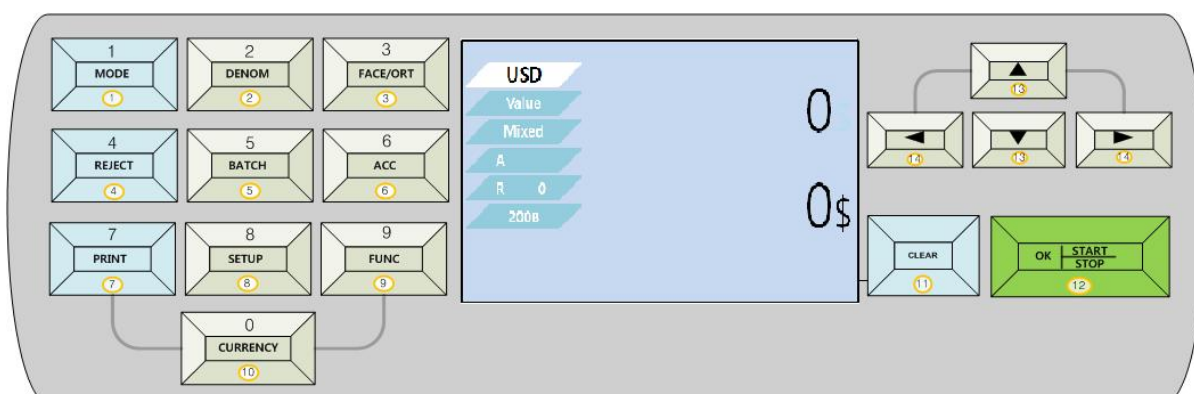 1
MODE
1
2
DENOM
2
3
FACE/ORT
3
4
REJECT
4
5
BATCH
5
6
ACC
6
7
PRINT
7
8
SETUP
8
9
FUNC
9
0
CURRENCY
10
USD
Value
Mixed
A
R 0
200B
0
0$
13
14
13
14
CLEAR
11
OK START
STOP
12